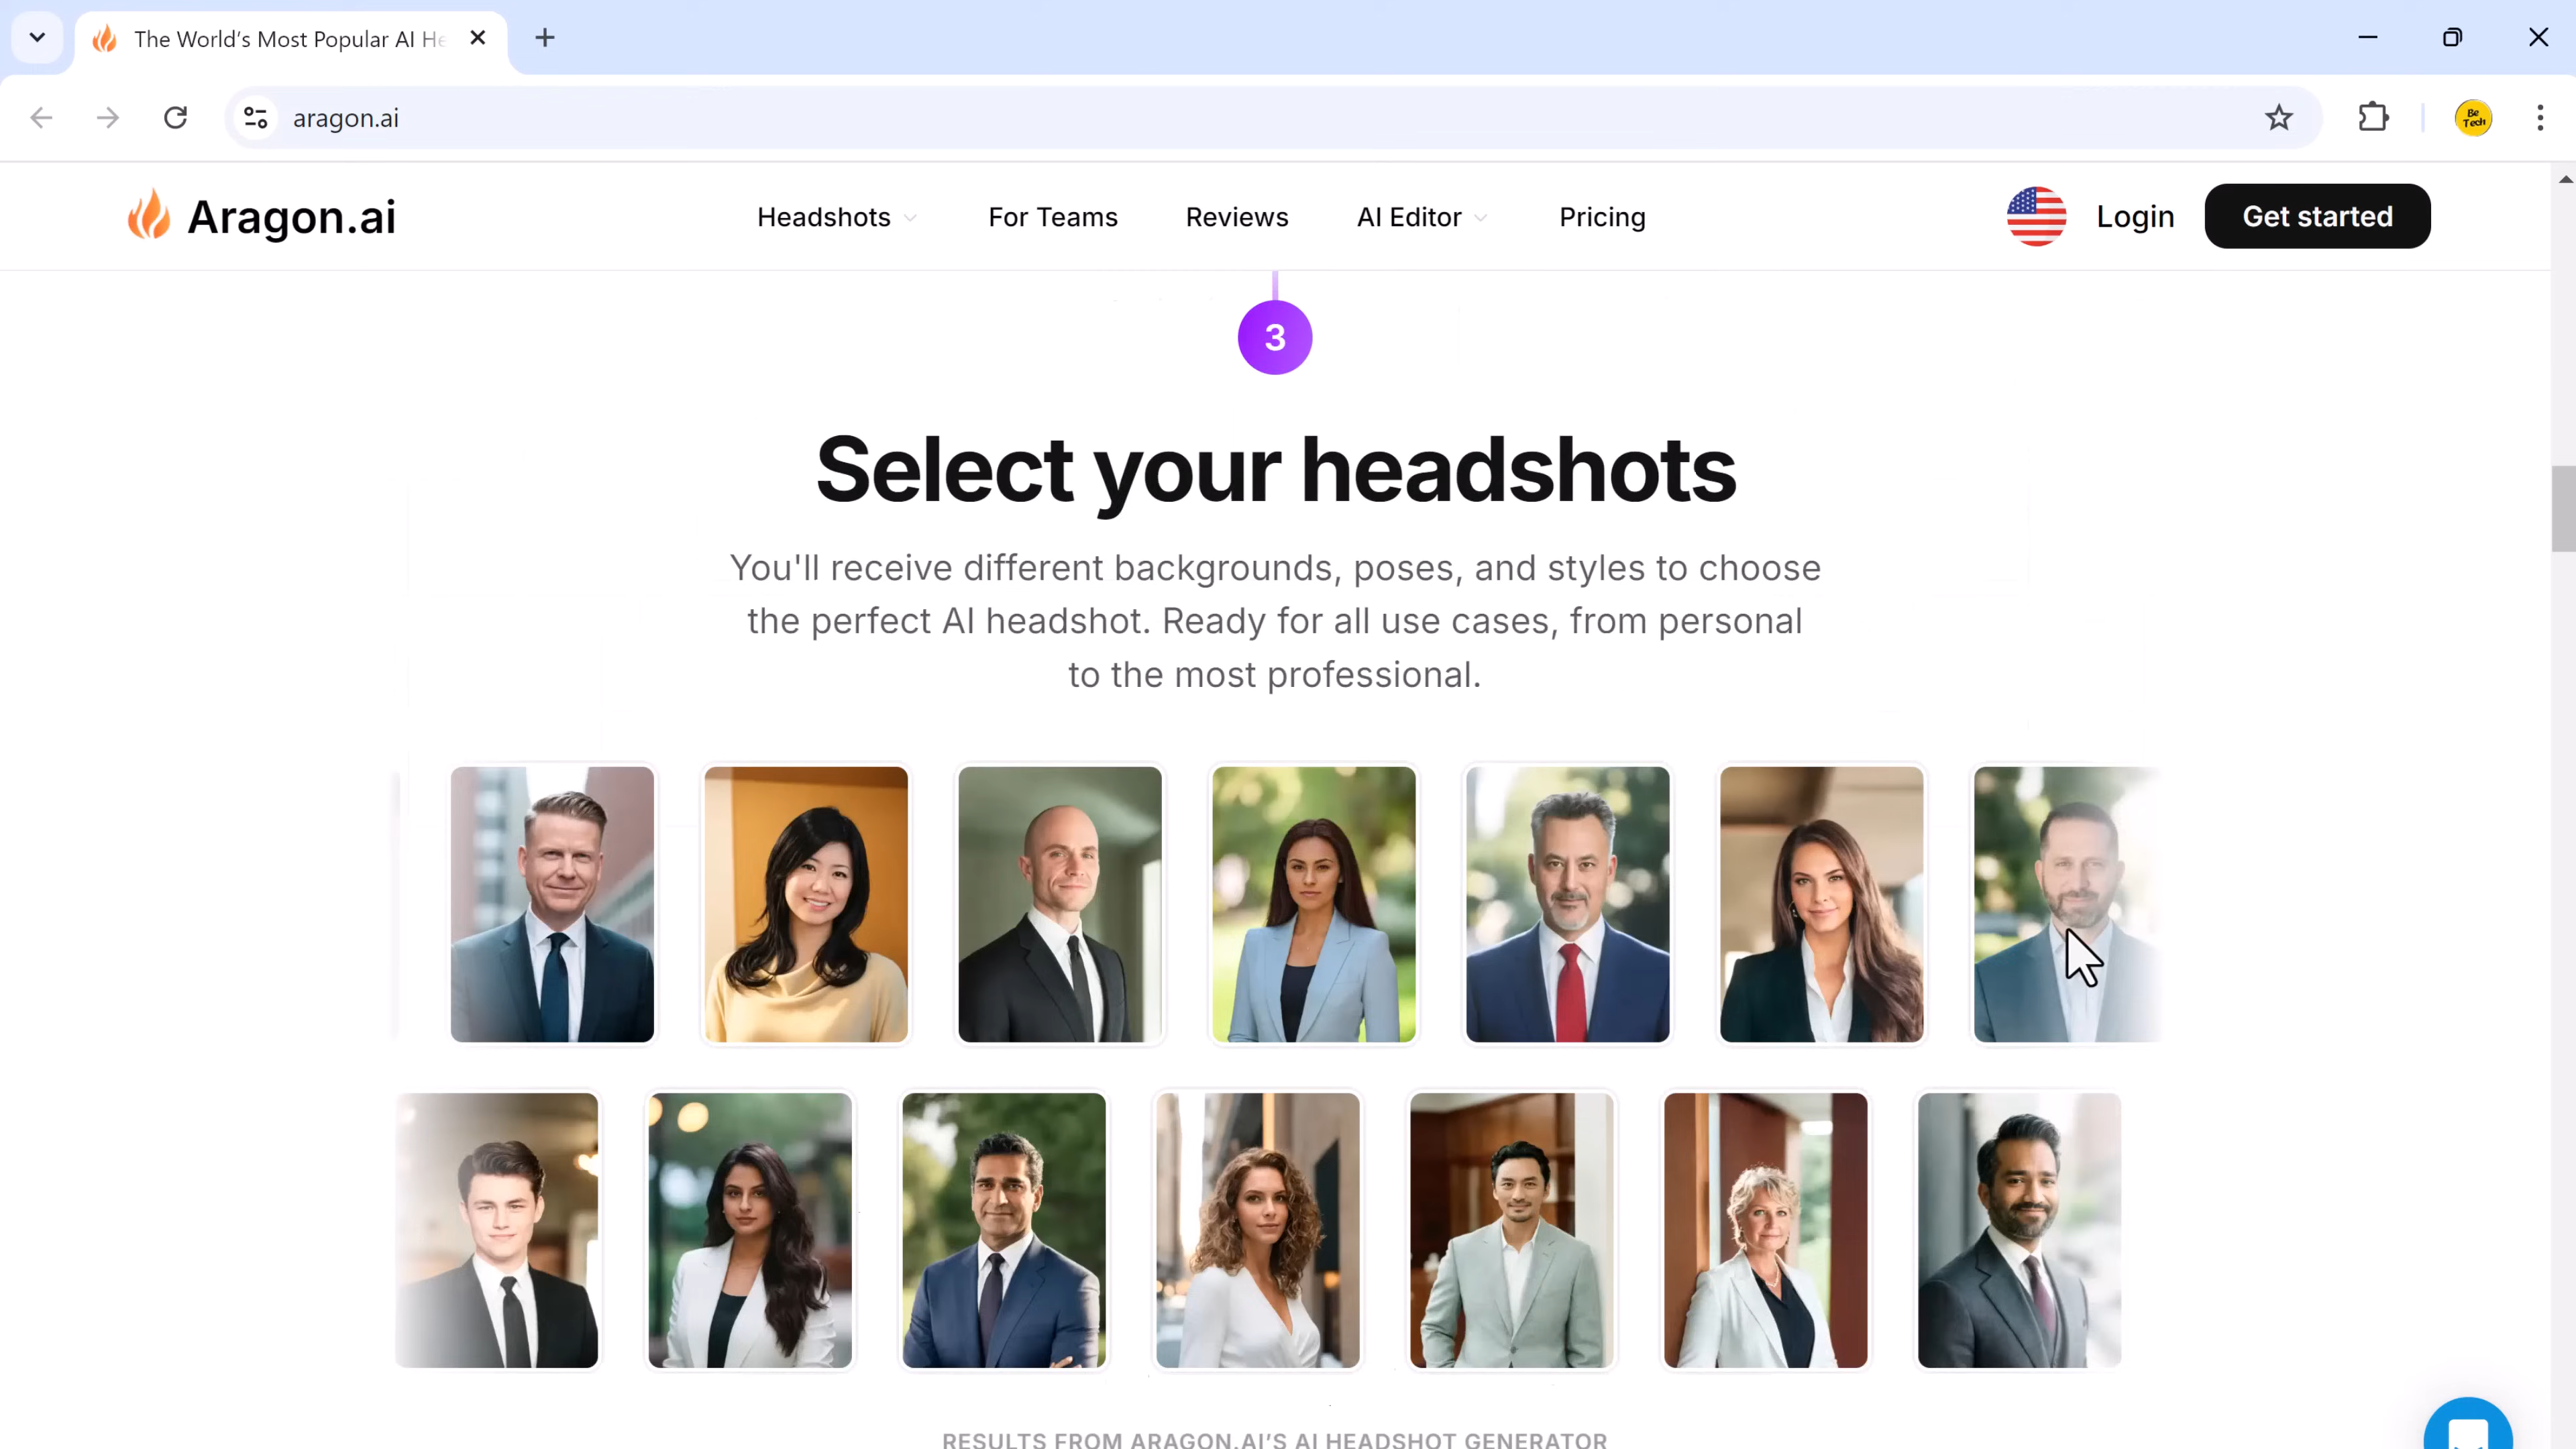 The World's Most Popular AI He
aragon.ai
Be
Tech
Aragon.ai
Headshots
For Teams
Reviews
AI Editor
Pricing
Login
Get started
3
Select your headshots
You'll receive different backgrounds, poses, and styles to choose
the perfect AI headshot. Ready for all use cases, from personal
to the most professional.
RESULTS FROM ARAGON.AI'S AI HEADSHOT GENERATOR